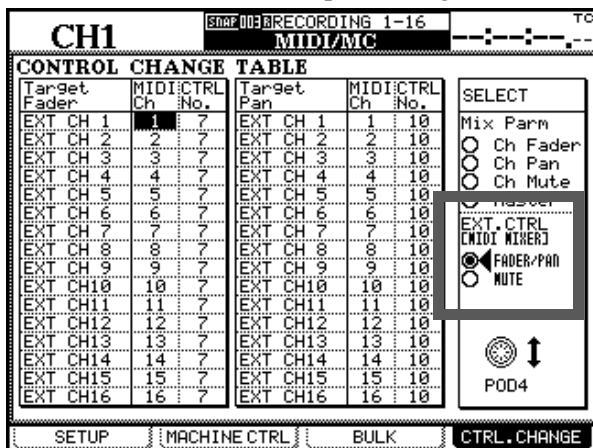 CH1
SNAP 003 RECORDING 1-16
MIDI/MC
TC
--:--:--.--
CONTROL CHANGE TABLE
Target Fader MIDI Ch CTRL No. Target Pan MIDI Ch CTRL No.
EXT CH 1 1 7 EXT CH 1 1 10
EXT CH 2 2 7 EXT CH 2 2 10
EXT CH 3 3 7 EXT CH 3 3 10
EXT CH 4 4 7 EXT CH 4 4 10
EXT CH 5 5 7 EXT CH 5 5 10
EXT CH 6 6 7 EXT CH 6 6 10
EXT CH 7 7 7 EXT CH 7 7 10
EXT CH 8 8 7 EXT CH 8 8 10
EXT CH 9 9 7 EXT CH 9 9 10
EXT CH10 10 7 EXT CH10 10 10
EXT CH11 11 7 EXT CH11 11 10
EXT CH12 12 7 EXT CH12 12 10
EXT CH13 13 7 EXT CH13 13 10
EXT CH14 14 7 EXT CH14 14 10
EXT CH15 15 7 EXT CH15 15 10
EXT CH16 16 7 EXT CH16 16 10
SELECT
Mix Parm
Ch Fader
Ch Pan
Ch Mute
Master
EXT.CTRL
[MIDI MIXER]
FADER/PAN
MUTE
POD4
SETUP MACHINE CTRL BULK CTRL.CHANGE